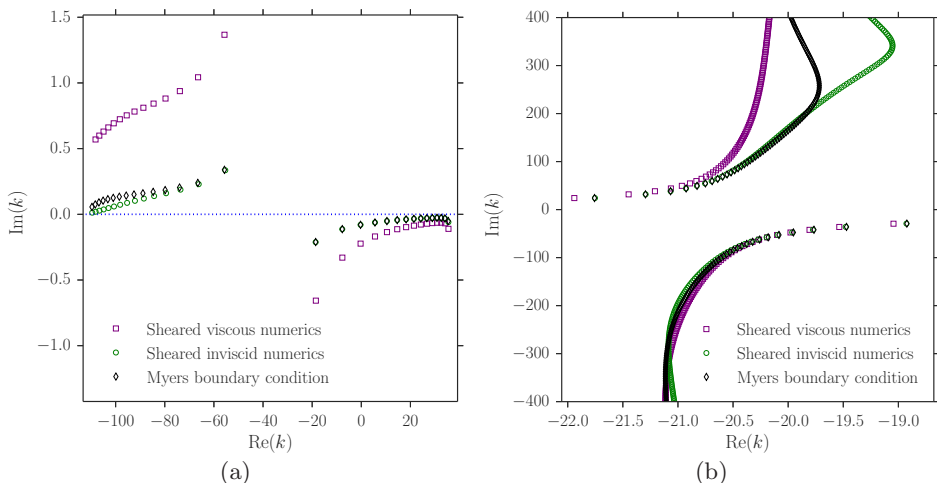 1.5
1.0
0.5
0.0
−0.5
−1.0
Im(k)
−100 −80 −60 −40 −20 0 20
Re(k)
Sheared viscous numerics
Sheared inviscid numerics
Myers boundary condition
(a)
400
300
200
100
0
−100
−200
−300
−400
Im(k)
−22.0 −21.5 −21.0 −20.5 −20.0 −19.5 −19.0
Re(k)
Sheared viscous numerics
Sheared inviscid numerics
Myers boundary condition
(b)